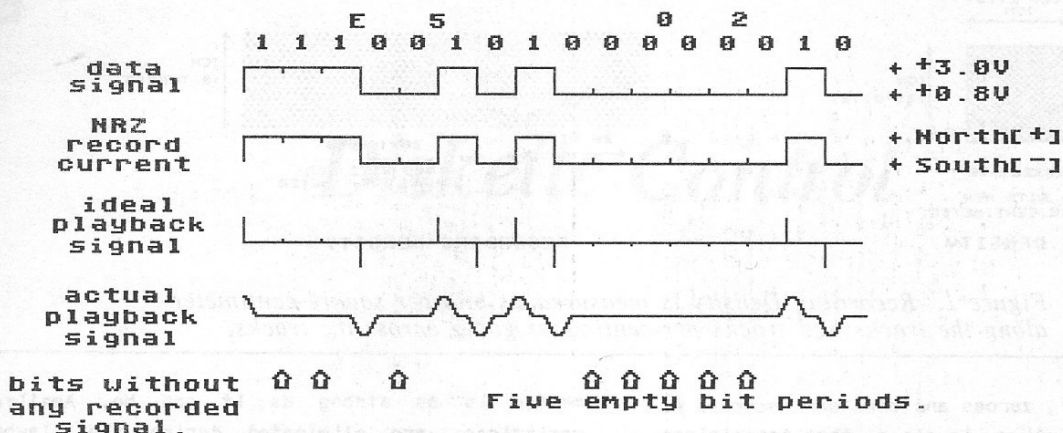 E 5 0 2
1 1 1 0 0 1 0 1 0 0 0 0 0 0 1 0
data
signal
+3.0V
+0.8V
NRZ
record
current
North[+]
South[-]
ideal
playback
signal
actual
playback
signal
bits without
any recorded
signal.
Five empty bit periods